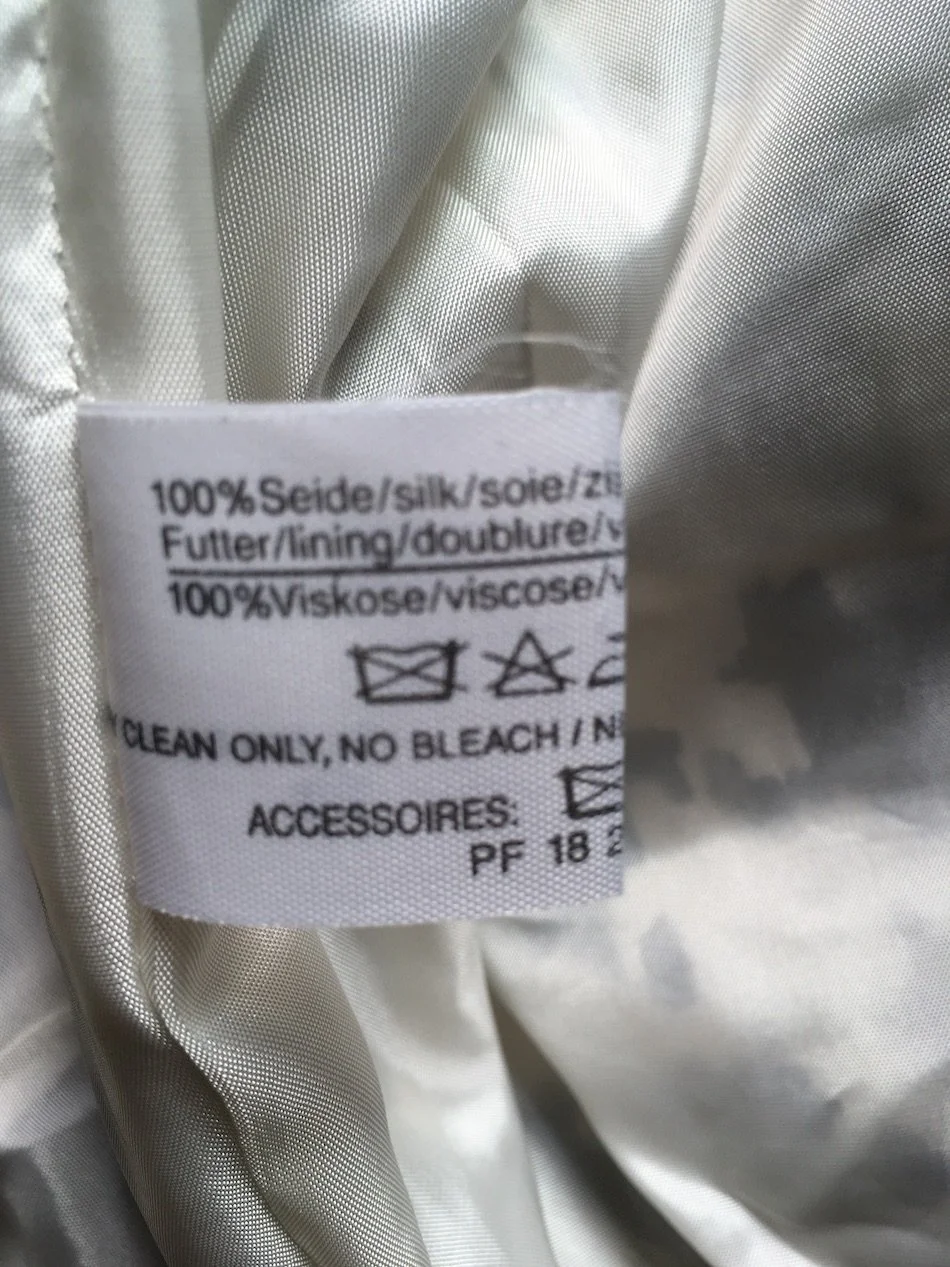 100%Seide/silk/soie/
Futter/lining/doublure/
100%Viskose/viscose/
CLEAN ONLY, NO BLEACH /
ACCESSOIRES:
PF 18